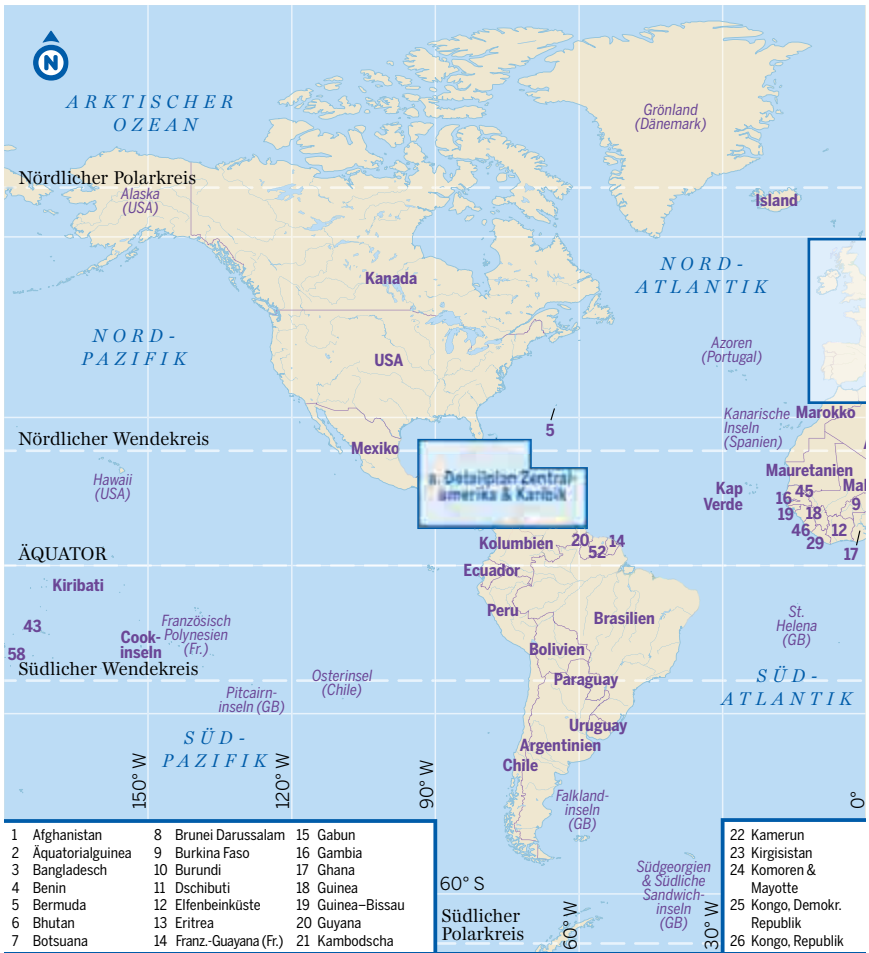 N
ARKTISCHER
OZEAN
Grönland
(Dänemark)
Nördlicher Polarkreis
Alaska
(USA)
Island
Kanada
NORD-
ATLANTIK
NORD-
PAZIFIK
USA
Azoren
(Portugal)
5
Kanarische
Inseln
(Spanien)
Marokko
Nördlicher Wendekreis
Mexiko
Hawaii
(USA)
s. Detailplan Zentral-
amerika & Karibik
Kap
Verde
Mauretanien
Mal
16
45
9
19
18
46
12
29
17
Kolumbien
20
52
14
ÄQUATOR
Ecuador
Kiribati
Peru
Brasilien
43
58
Cook-
inseln
Französisch
Polynesien
(Fr.)
St.
Helena
(GB)
Bolivien
Südlicher Wendekreis
Osterinsel
(Chile)
Pitcairn-
inseln (GB)
Paraguay
SÜD-
ATLANTIK
Uruguay
Argentinien
Chile
SÜD-
PAZIFIK
150° W
120° W
90° W
0°
Falkland-
inseln
(GB)
Südgeorgien
& Südliche
Sandwich-
inseln
(GB)
60° S
Südlicher
Polarkreis
60° W
30° W
1 Afghanistan
2 Äquatorialguinea
3 Bangladesch
4 Benin
5 Bermuda
6 Bhutan
7 Botsuana
8 Brunei Darussalam
9 Burkina Faso
10 Burundi
11 Dschibuti
12 Elfenbeinküste
13 Eritrea
14 Franz.-Guayana (Fr.)
15 Gabun
16 Gambia
17 Ghana
18 Guinea
19 Guinea–Bissau
20 Guyana
21 Kambodscha
22 Kamerun
23 Kirgisistan
24 Komoren &
Mayotte
25 Kongo, Demokr.
Republik
26 Kongo, Republik